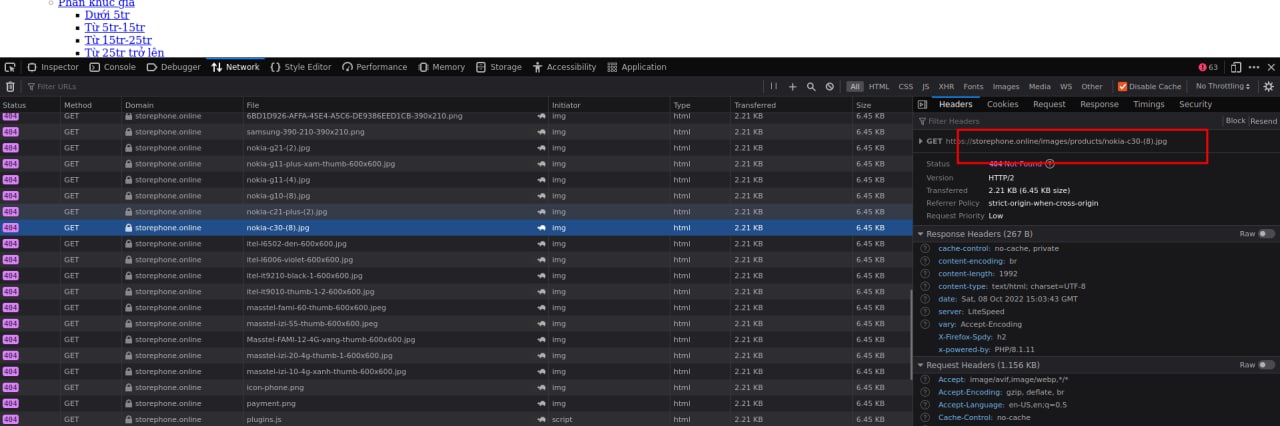 Phân khúc giá
Dưới 5tr
Từ 5tr-15tr
Từ 15tr-25tr
Từ 25tr trở lên
Inspector Console Debugger Network Style Editor Performance Memory Storage Accessibility Application 63
Filter URLs All HTML CSS JS XHR Fonts Images Media WS Other Disable Cache No Throttling
Status Method Domain File Initiator Type Transferred Size
404 GET storephone.online 6BD1D926-AFFA-45E4-A5C6-DE9386EED1CB-390x210.png img html 2.21 KB 6.45 KB
404 GET storephone.online samsung-390-210-390x210.png img html 2.21 KB 6.45 KB
404 GET storephone.online nokia-g21-(2).jpg img html 2.21 KB 6.45 KB
404 GET storephone.online nokia-g11-plus-xam-thumb-600x600.jpg img html 2.21 KB 6.45 KB
404 GET storephone.online nokia-g11-(4).jpg img html 2.21 KB 6.45 KB
404 GET storephone.online nokia-g10-(8).jpg img html 2.21 KB 6.45 KB
404 GET storephone.online nokia-c21-plus-(2).jpg img html 2.21 KB 6.45 KB
404 GET storephone.online nokia-c30-(8).jpg img html 2.21 KB 6.45 KB
404 GET storephone.online itel-l6502-den-600x600.jpg img html 2.21 KB 6.45 KB
404 GET storephone.online itel-l6006-violet-600x600.jpg img html 2.21 KB 6.45 KB
404 GET storephone.online itel-it9210-black-1-600x600.jpg img html 2.21 KB 6.45 KB
404 GET storephone.online itel-it9010-thumb-1-2-600x600.jpg img html 2.21 KB 6.45 KB
404 GET storephone.online masstel-fami-60-thumb-600x600.jpeg img html 2.21 KB 6.45 KB
404 GET storephone.online masstel-izi-55-thumb-600x600.jpeg img html 2.21 KB 6.45 KB
404 GET storephone.online Masstel-FAMI-12-4G-vang-thumb-600x600.jpg img html 2.21 KB 6.45 KB
404 GET storephone.online masstel-izi-20-4g-thumb-1-600x600.jpg img html 2.21 KB 6.45 KB
404 GET storephone.online masstel-izi-10-4g-xanh-thumb-600x600.jpg img html 2.21 KB 6.45 KB
404 GET storephone.online icon-phone.png img html 2.21 KB 6.45 KB
404 GET storephone.online payment.png img html 2.21 KB 6.45 KB
404 GET storephone.online plugins.js script html 2.21 KB 6.45 KB
Headers Cookies Request Response Timings Security
Filter Headers Block Resend
GET https://storephone.online/images/products/nokia-c30-(8).jpg
Status 404 Not Found
Version HTTP/2
Transferred 2.21 KB (6.45 KB size)
Referrer Policy strict-origin-when-cross-origin
Request Priority Low
Response Headers (267 B) Raw
cache-control: no-cache, private
content-encoding: br
content-length: 1992
content-type: text/html; charset=UTF-8
date: Sat, 08 Oct 2022 15:03:43 GMT
server: LiteSpeed
vary: Accept-Encoding
X-Firefox-Spdy: h2
x-powered-by: PHP/8.1.11
Request Headers (1.156 KB) Raw
Accept: image/avif,image/webp,*/*
Accept-Encoding: gzip, deflate, br
Accept-Language: en-US,en;q=0.5
Cache-Control: no-cache